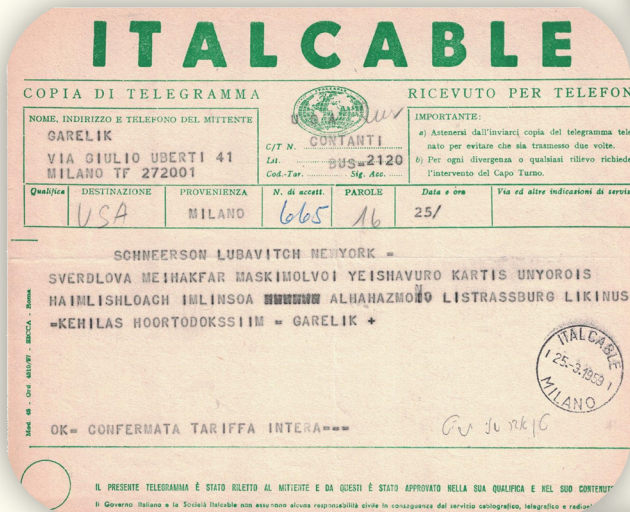 ITALCABLE
COPIA DI TELEGRAMMA
RICEVUTO PER TELEFON
NOME, INDIRIZZO E TELEFONO DEL MITTENTE
GARELIK
VIA GIULIO UBERTI 41
MILANO TF 272001
C/T N. CONTANTI
Lit. BUS=2120
Cod.-Tar. Sig. Acc.
IMPORTANTE:
a) Astenersi dall'inviarci copia del telegramma tele
nato per evitare che sia trasmesso due volte.
b) Per ogni divergenza o qualsiasi rilievo richiede
l'intervento del Capo Turno.
Qualifica DESTINAZIONE PROVENIENZA N. di accett. PAROLE Data e ora Via ed altre indicazioni di servi
USA MILANO 665 16 25/
SCHNEERSON LUBAVITCH NEWYORK =
SVERDLOVA MEIHAKFAR MASKIMOLVOI YEISHAVURO KARTIS UNYOROIS
HAIMLISHLOACH IMLINSOA ALHAHAZMONO LISTRASSBURG LIKINUS
=KEHILAS HOORTODOKSSIIM = GARELIK +
ITALCABLE
25.-3.1959
MILANO
OK= CONFERMATA TARIFFA INTERA===
IL PRESENTE TELEGRAMMA È STATO RILETTO AL MITTENTE E DA QUESTI È STATO APPROVATO NELLA SUA QUALIFICA E NEL SUO CONTENUT
Il Governo Italiano e la Società Italcable non assumono alcuna responsabilità civile in conseguenza del servizio cablografico, telegrafico e radio